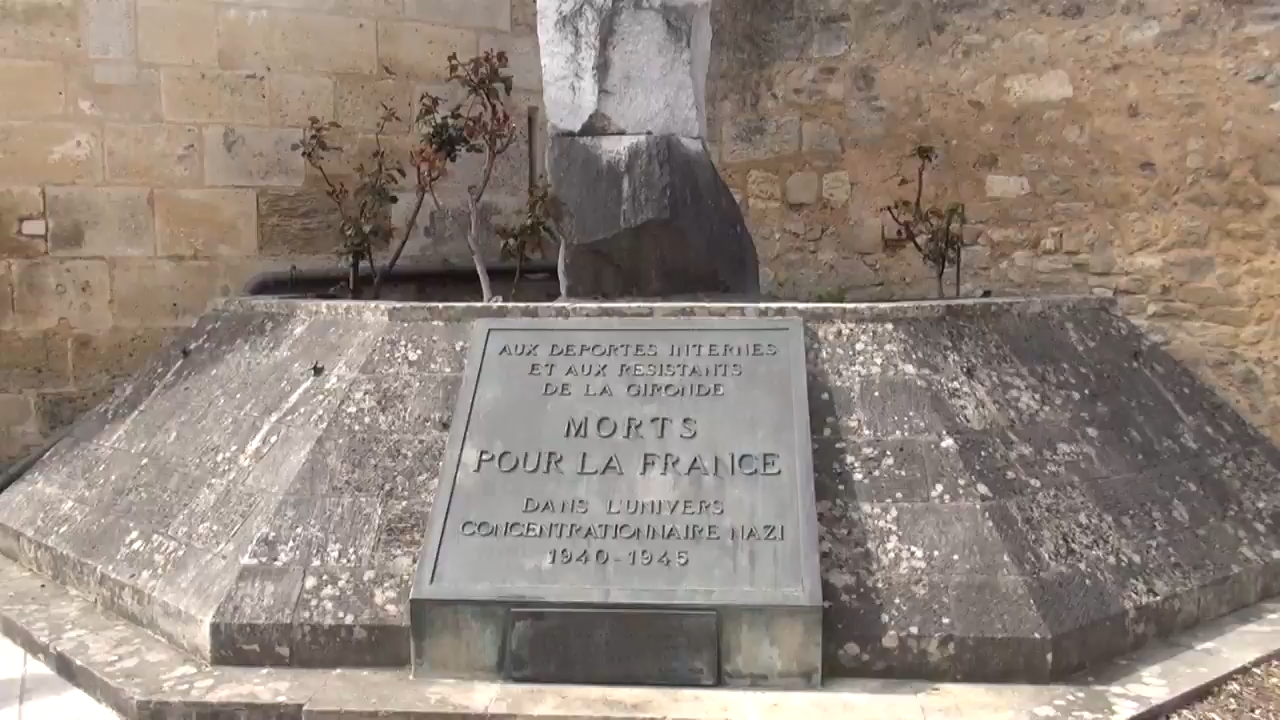 AUX DEPORTES INTERNES
ET AUX RESISTANTS
DE LA GIRONDE
MORTS
POUR LA FRANCE
DANS L'UNIVERS
CONCENTRATIONNAIRE NAZI
1940-1945